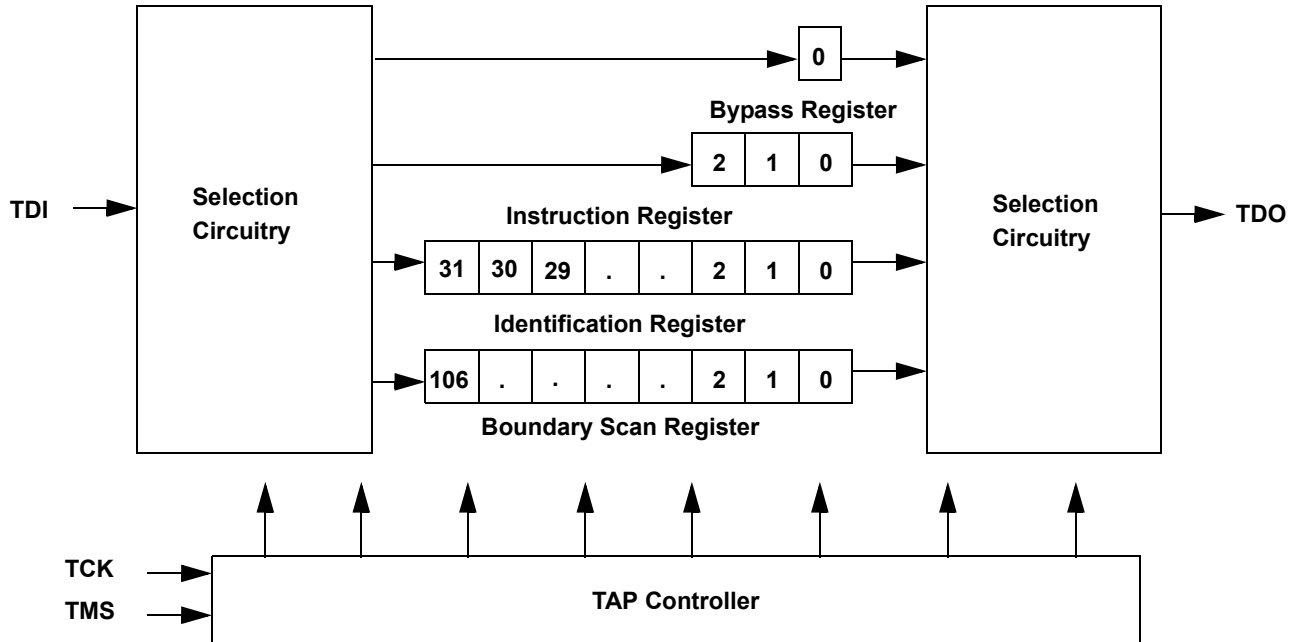 0
Bypass Register
2 1 0
Selection
Circuitry
Selection
Circuitry
TDI
TDO
Instruction Register
31 30 29 . . 2 1 0
Identification Register
106 . . . . 2 1 0
Boundary Scan Register
TCK
TMS
TAP Controller